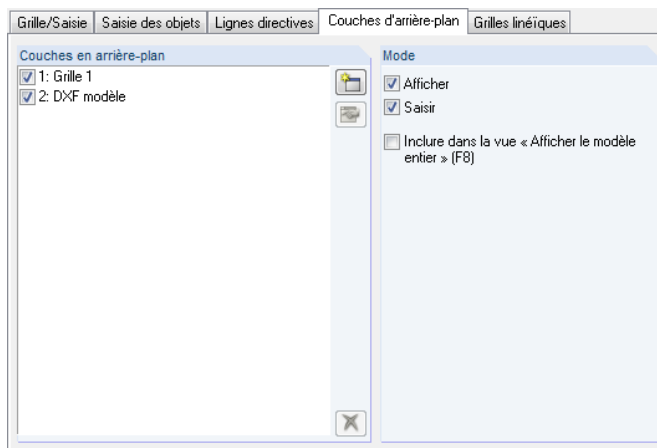 Grille/Saisie Saisie des objets Lignes directives Couches d'arrière-plan Grilles linéïques
Couches en arrière-plan
1: Grille 1
2: DXF modèle
Mode
Afficher
Saisir
Inclure dans la vue « Afficher le modèle
entier » (F8)